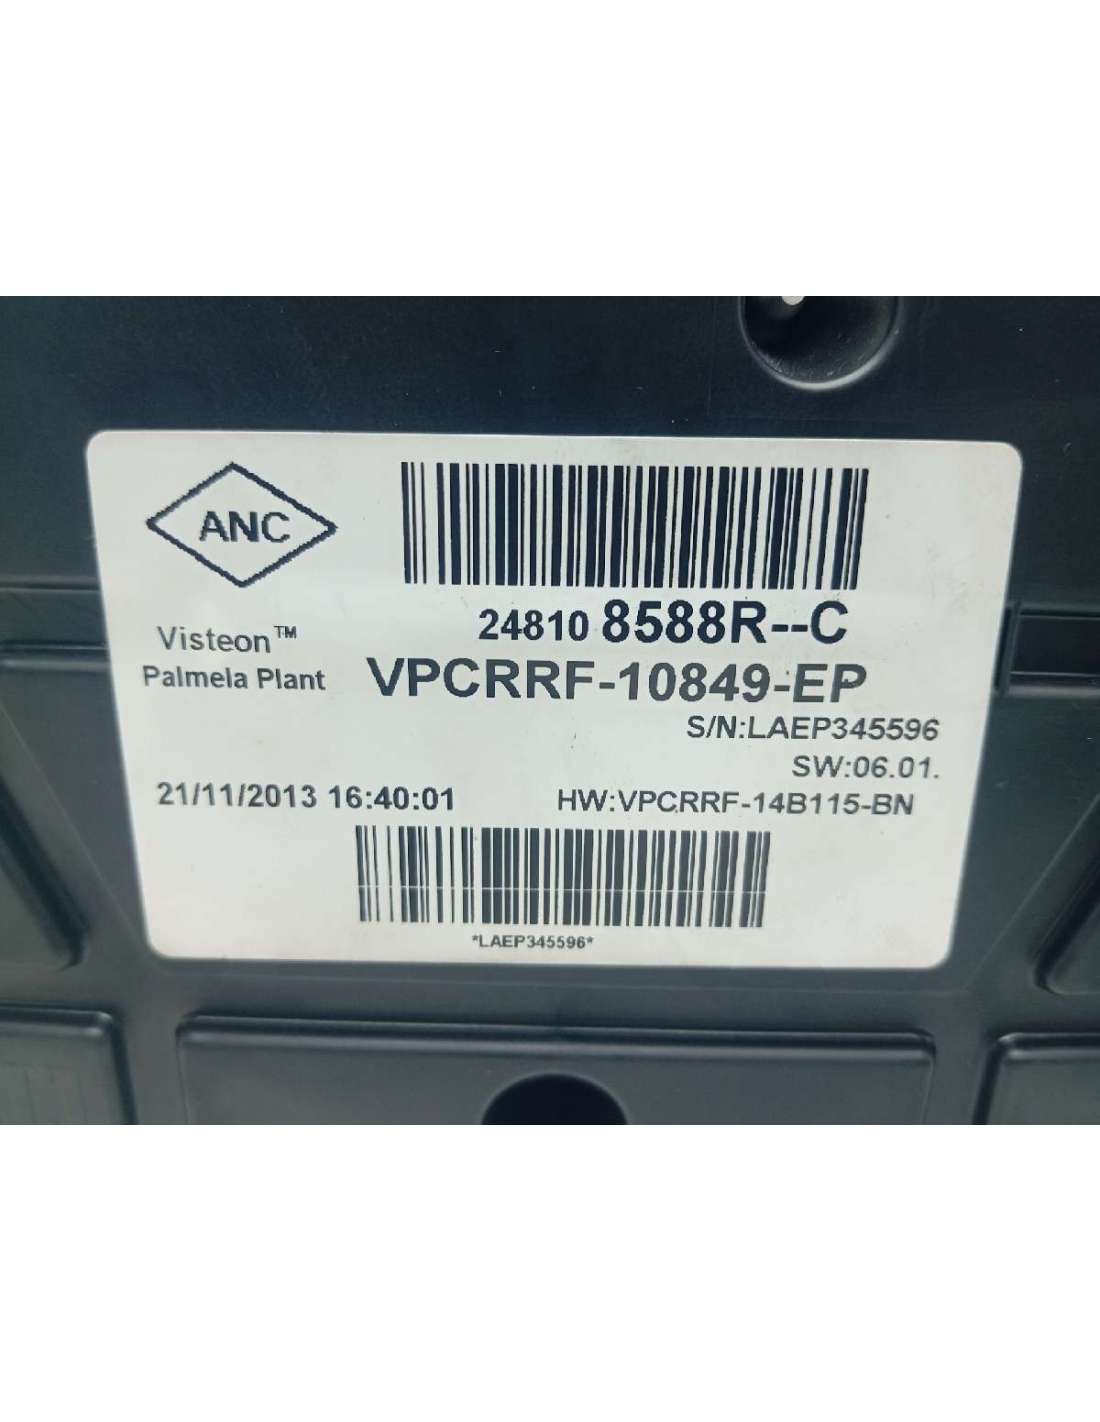 ANC
24810 8588R--C
Visteon™
Palmela Plant
VPCRRF-10849-EP
S/N:LAEP345596
SW:06.01.
21/11/2013 16:40:01
HW:VPCRRF-14B115-BN
*LAEP345596*